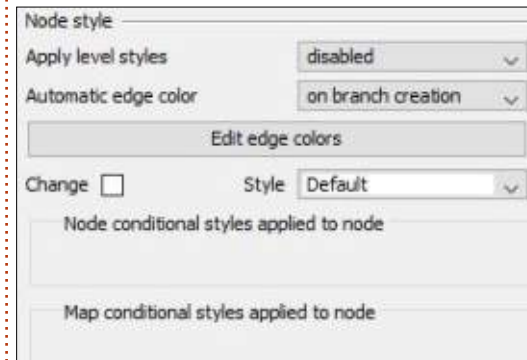 Node style
Apply level styles disabled
Automatic edge color on branch creation
Edit edge colors
Change Style Default
Node conditional styles applied to node
Map conditional styles applied to node